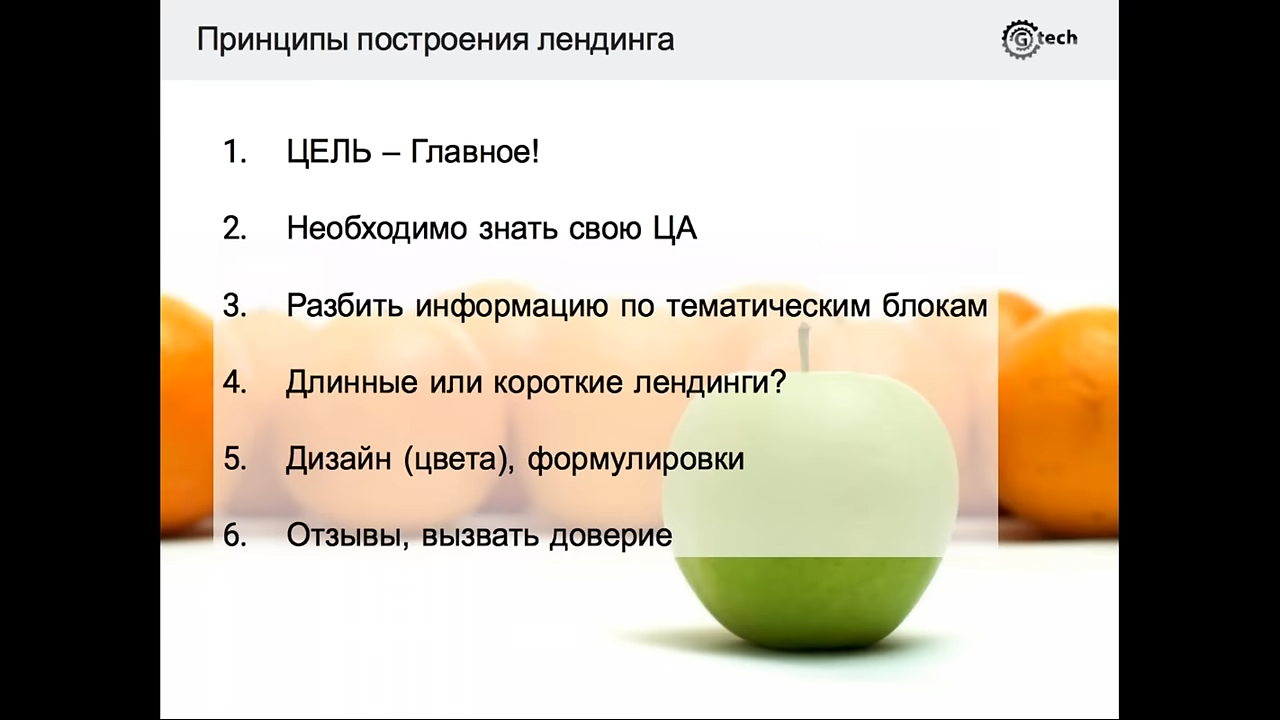 Принципы построения лендинга
Gtech
1. ЦЕЛЬ – Главное!
2. Необходимо знать свою ЦА
3. Разбить информацию по тематическим блокам
4. Длинные или короткие лендинги?
5. Дизайн (цвета), формулировки
6. Отзывы, вызвать доверие